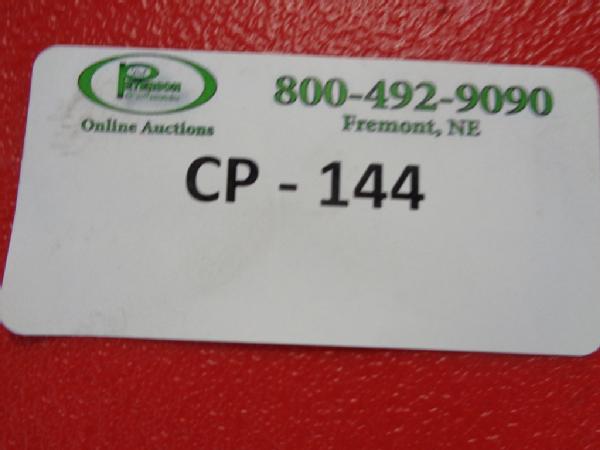 800-492-9090
Online Auctions
Fremont, NE
CP - 144